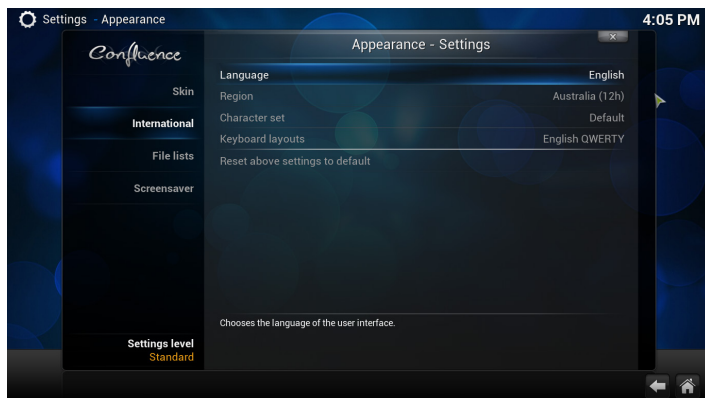 Settings - Appearance
4:05 PM
Confluence
Appearance - Settings
Skin
International
File lists
Screensaver
Language English
Region Australia (12h)
Character set Default
Keyboard layouts English QWERTY
Reset above settings to default
Chooses the language of the user interface.
Settings level
Standard